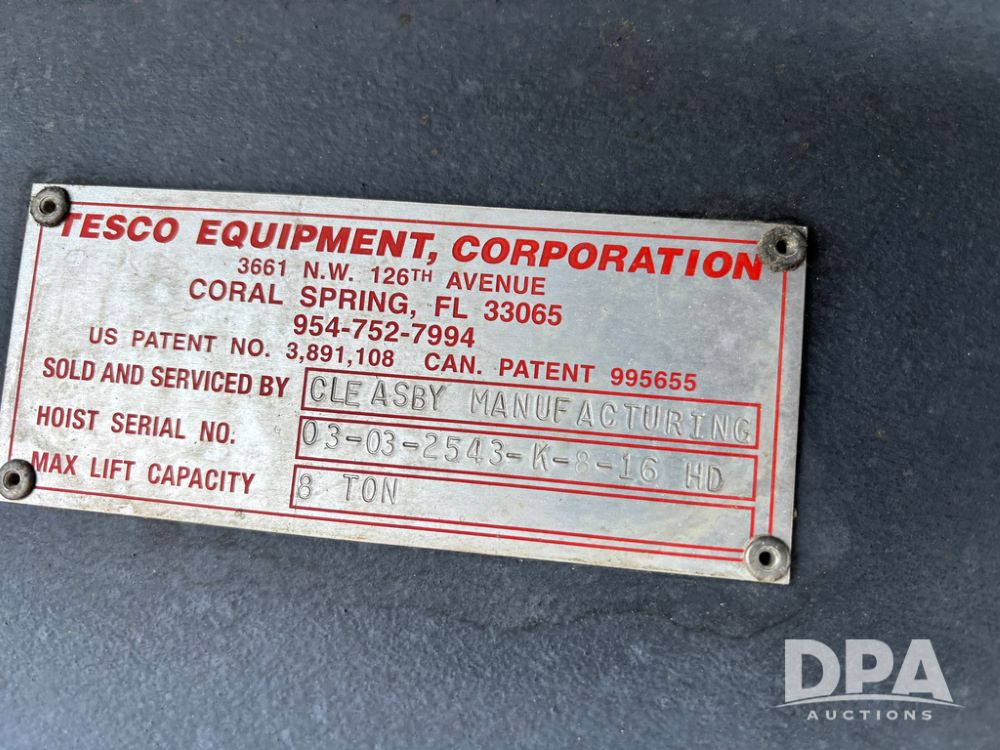 TESCO EQUIPMENT, CORPORATION
3661 N.W. 126TH AVENUE
CORAL SPRING, FL 33065
954-752-7994
US PATENT NO. 3,891,108 CAN. PATENT 995655
SOLD AND SERVICED BY CLEASBY MANUFACTURING
HOIST SERIAL NO. 03-03-2543-K-8-16 HD
MAX LIFT CAPACITY 8 TON
DPA
AUCTIONS